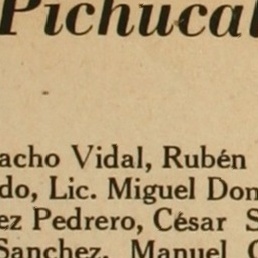 Pichucal
acho Vidal, Rubén
do, Lic. Miguel Don
ez Pedrero, César S
Sanchez, Manuel